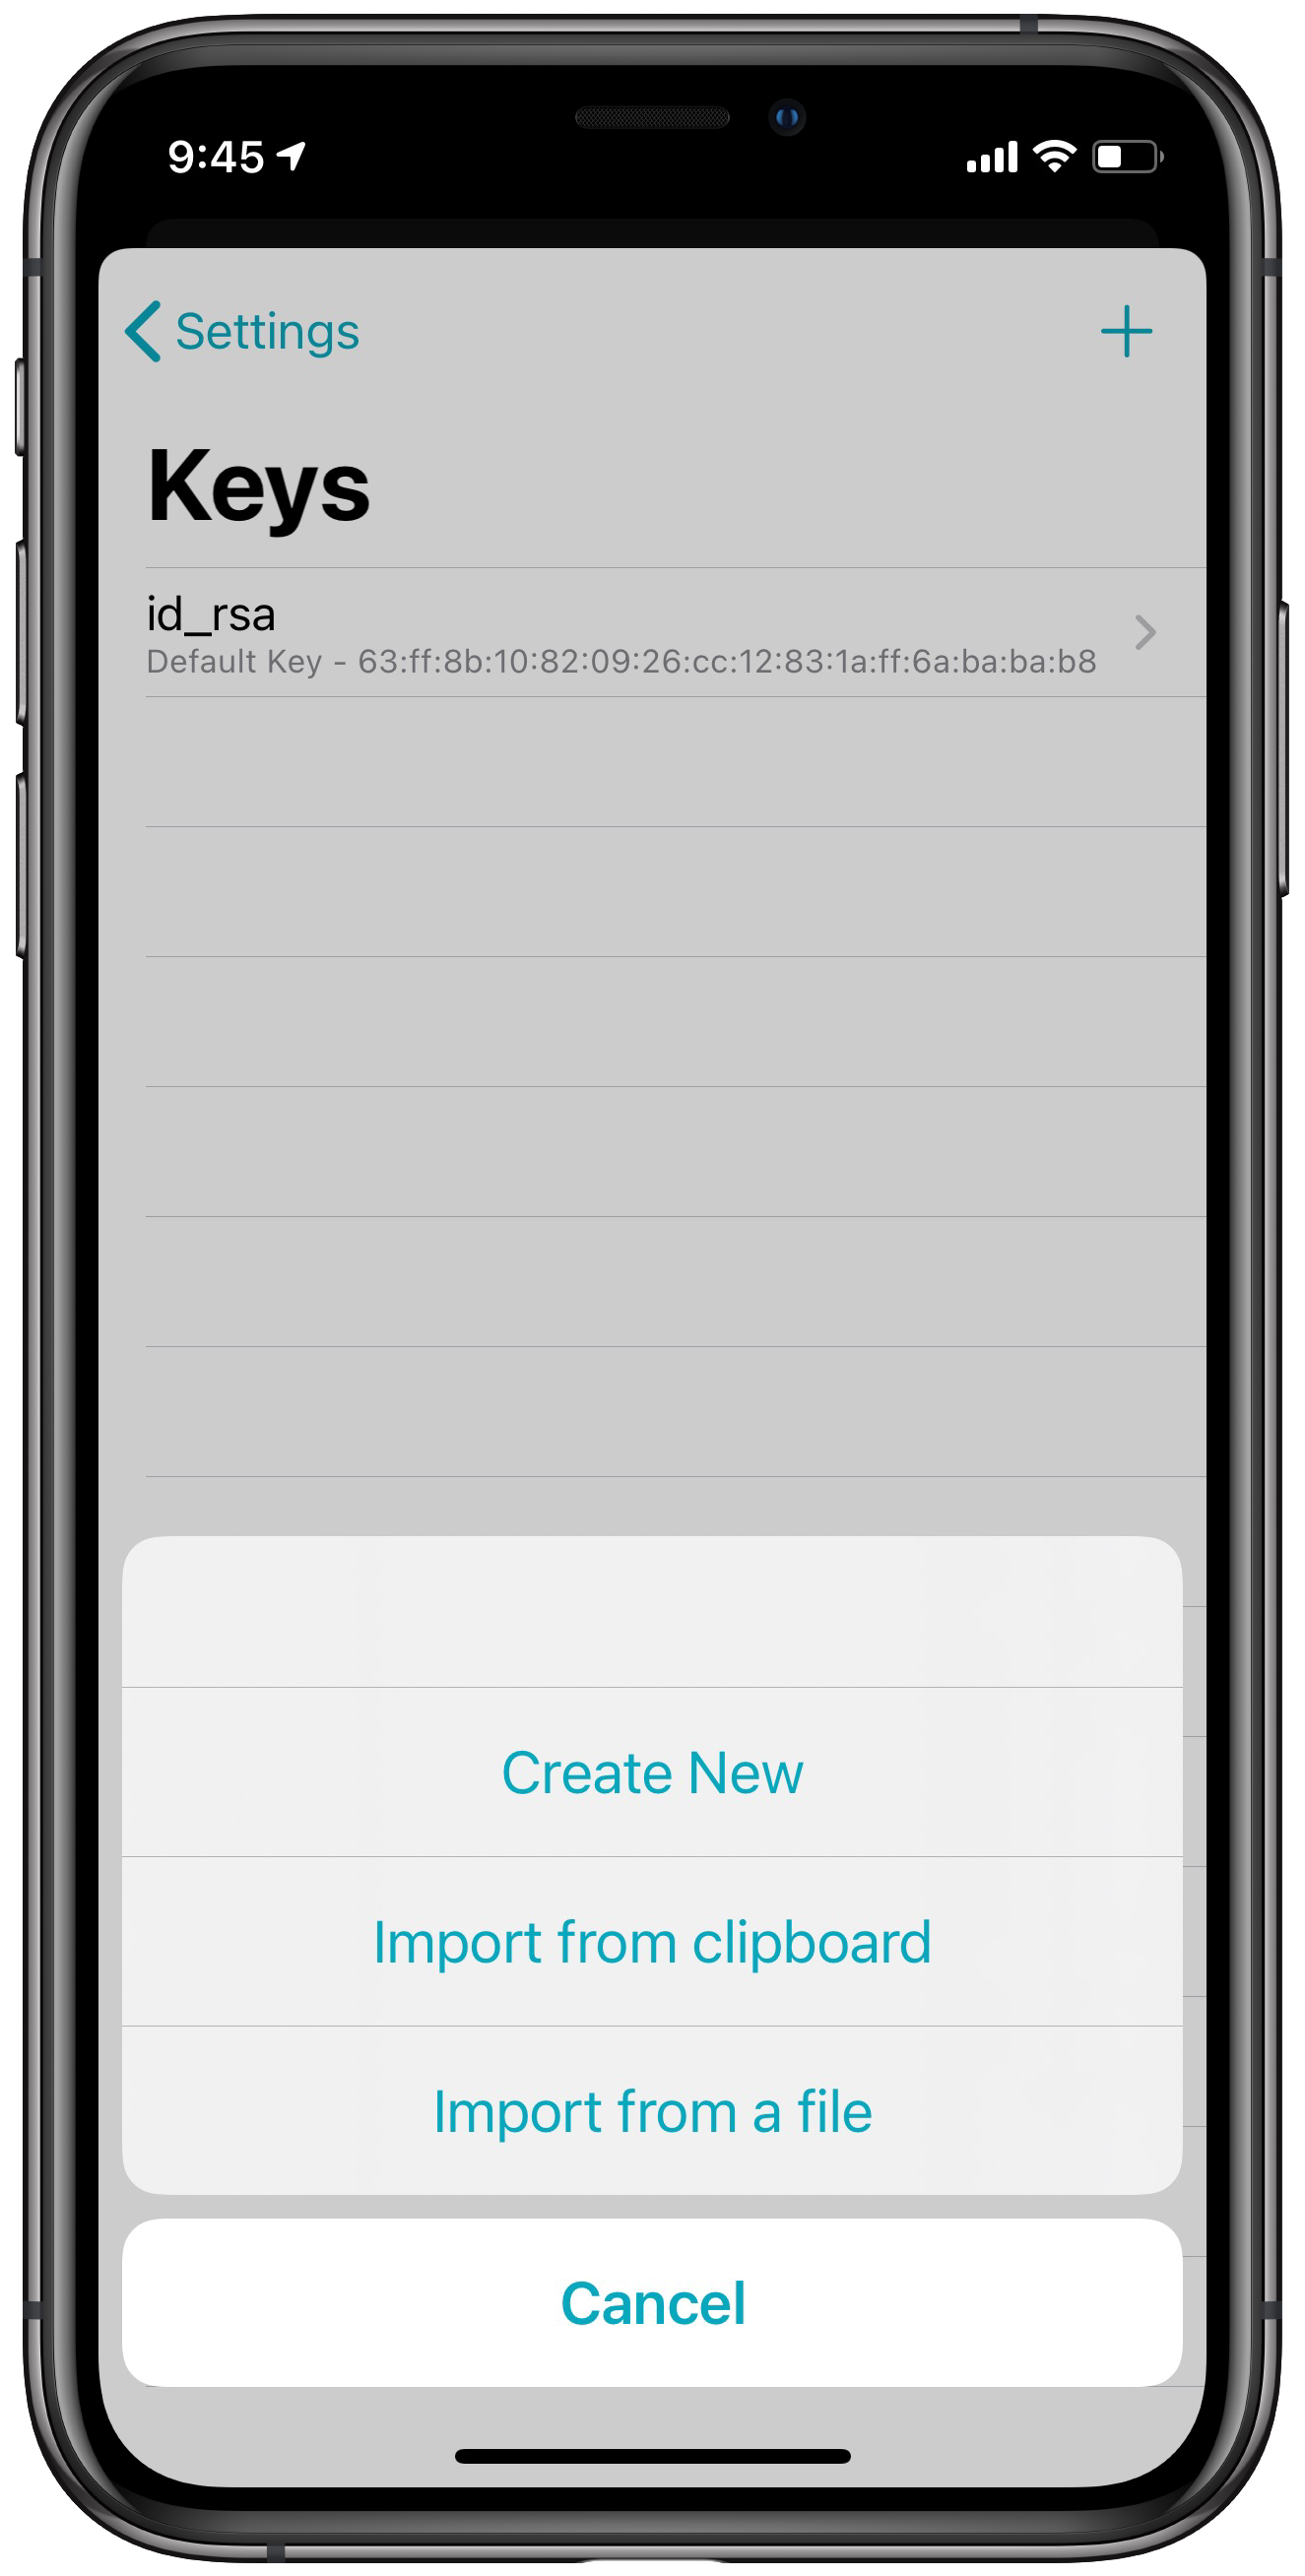 9:45
Settings
Keys
id_rsa
Default Key - 63:ff:8b:10:82:09:26:cc:12:83:1a:ff:6a:ba:ba:b8
Create New
Import from clipboard
Import from a file
Cancel